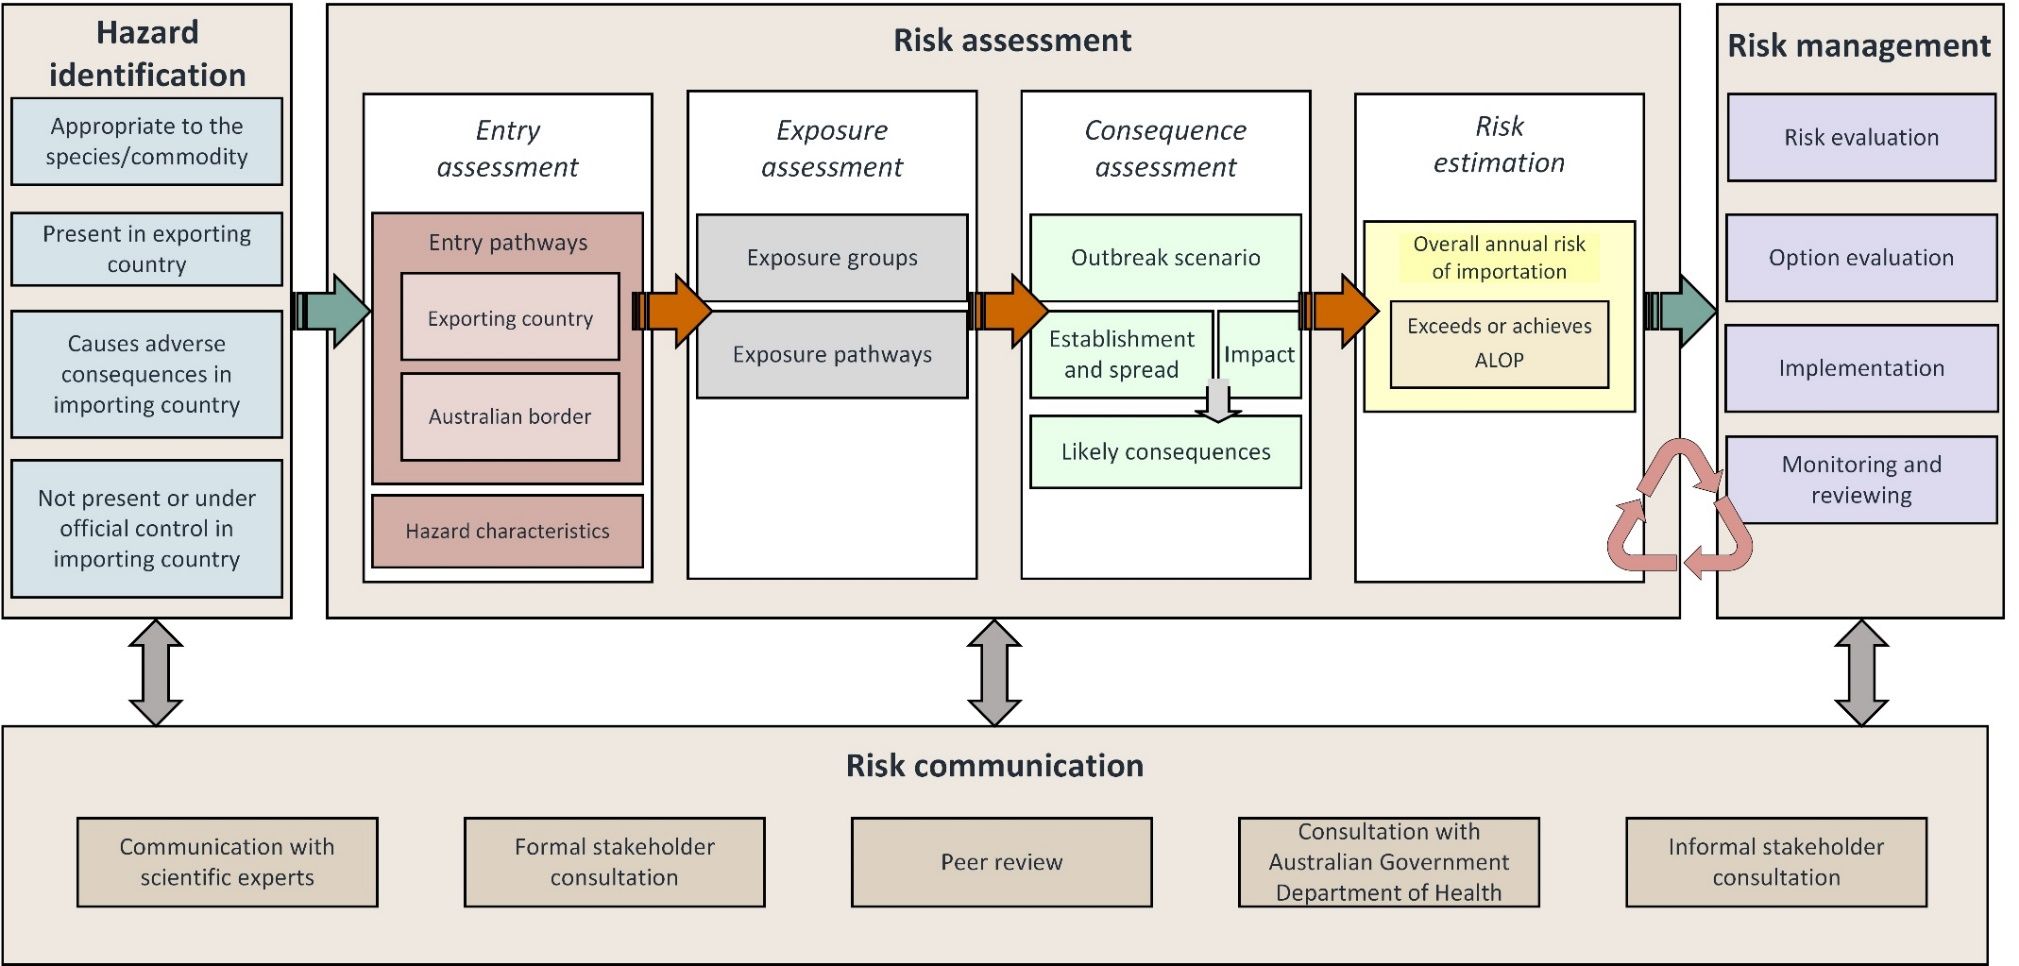 Hazard
identification
Appropriate to the
species/commodity
Present in exporting
country
Causes adverse
consequences in
importing country
Not present or under
official control in
importing country
Risk assessment
Entry
assessment
Entry pathways
Exporting country
Australian border
Hazard characteristics
Exposure
assessment
Exposure groups
Exposure pathways
Consequence
assessment
Outbreak scenario
Establishment
and spread
Impact
Likely consequences
Risk
estimation
Overall annual risk
of importation
Exceeds or achieves
ALOP
Risk management
Risk evaluation
Option evaluation
Implementation
Monitoring and
reviewing
Risk communication
Communication with
scientific experts
Formal stakeholder
consultation
Peer review
Consultation with
Australian Government
Department of Health
Informal stakeholder
consultation